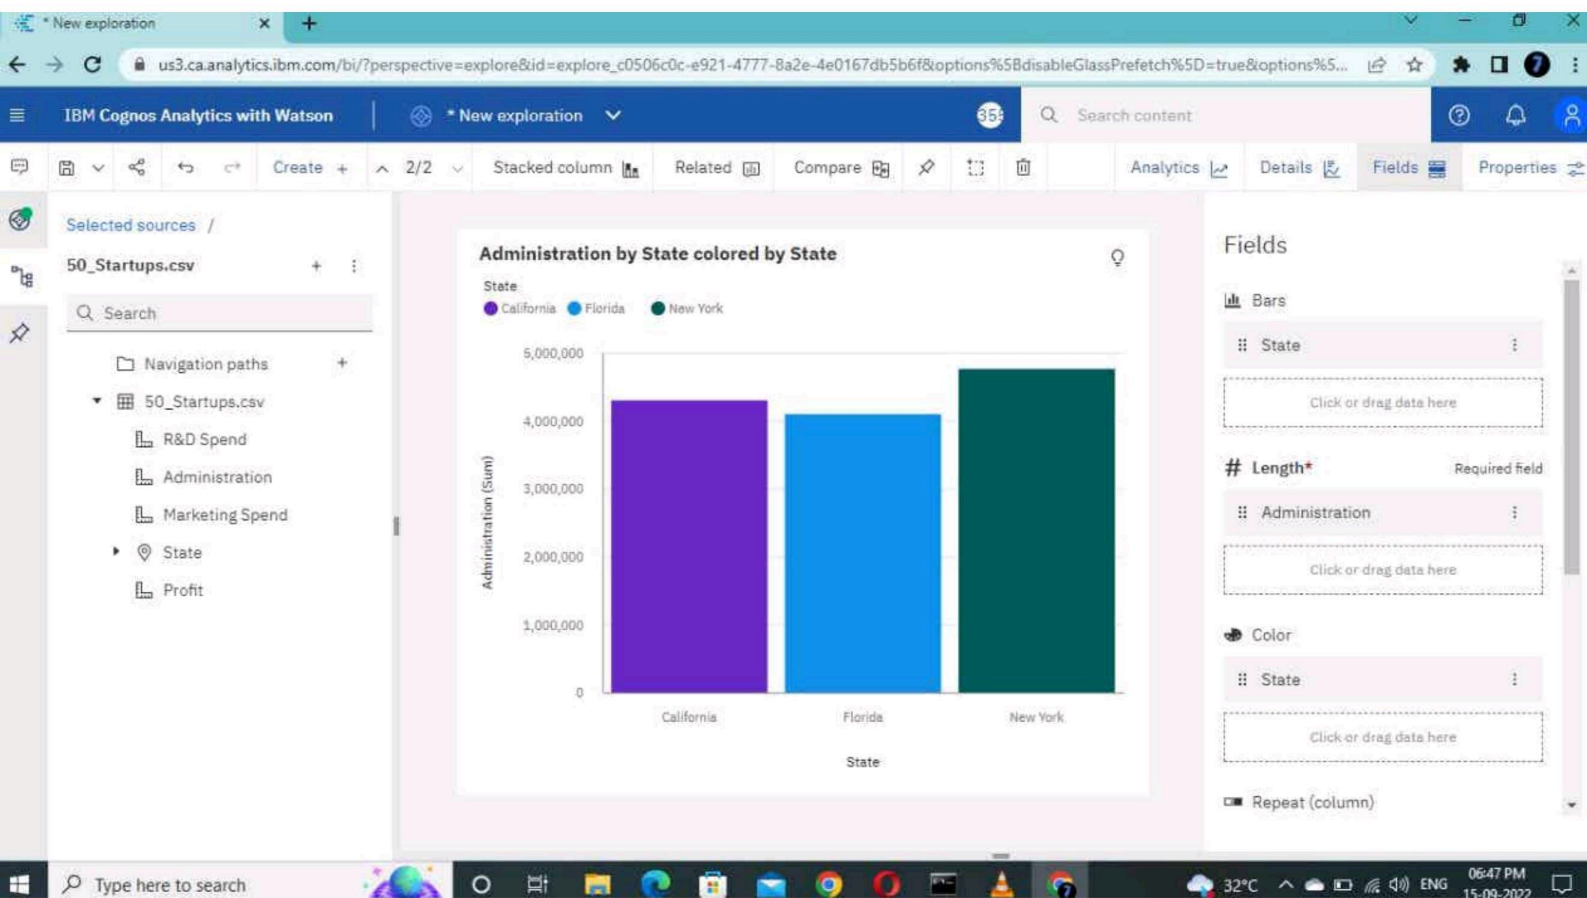 * New exploration
us3.ca.analytics.ibm.com/bi/?perspective=explore&id=explore_c0506c0c-e921-4777-8a2e-4e0167db5b6f&options%5BdisableGlassPrefetch%5D=true&options%5...
IBM Cognos Analytics with Watson
* New exploration
Search content
2/2
Create
Stacked column
Related
Compare
Analytics
Details
Fields
Properties
Selected sources /
50_Startups.csv
Search
Navigation paths
50_Startups.csv
R&D Spend
Administration
Marketing Spend
State
Profit
Administration by State colored by State
State
California Florida New York
5,000,000
4,000,000
3,000,000
2,000,000
1,000,000
0
Administration (Sum)
California Florida New York
State
Fields
Bars
State
Click or drag data here
# Length* Required field
Administration
Click or drag data here
Color
State
Click or drag data here
Repeat (column)
Type here to search
32°C
ENG
06:47 PM
15-09-2022